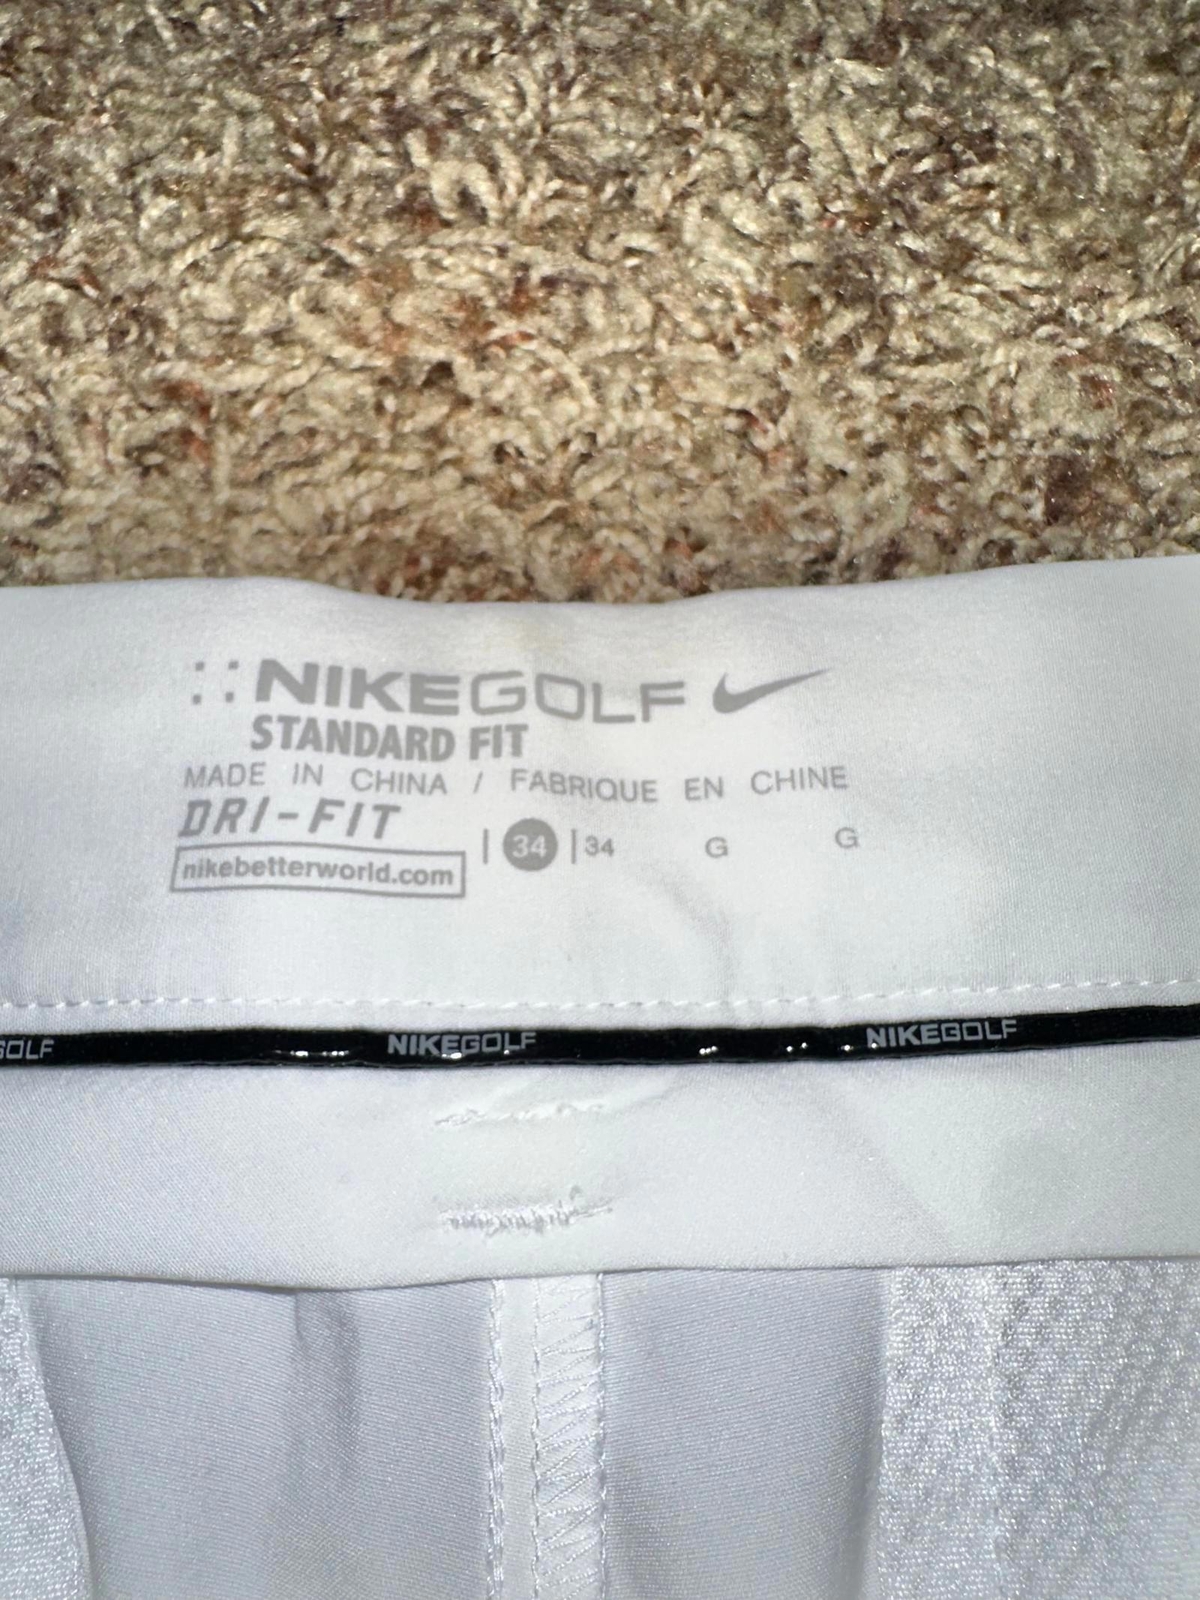 NIKEGOLF
STANDARD FIT
MADE IN CHINA / FABRIQUE EN CHINE
DRI-FIT
nikebetterworld.com
| 34 | 34 G G
GOLF NIKEGOLF NIKEGOLF